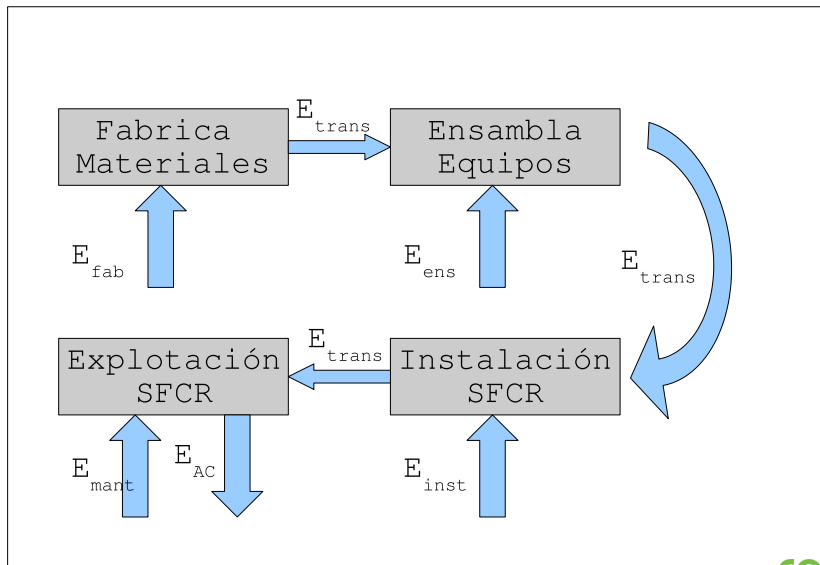 Fabrica
Materiales
E trans
Ensambla
Equipos
E fab
E ens
E trans
Explotación
SFCR
E trans
Instalación
SFCR
E mant
E AC
E inst